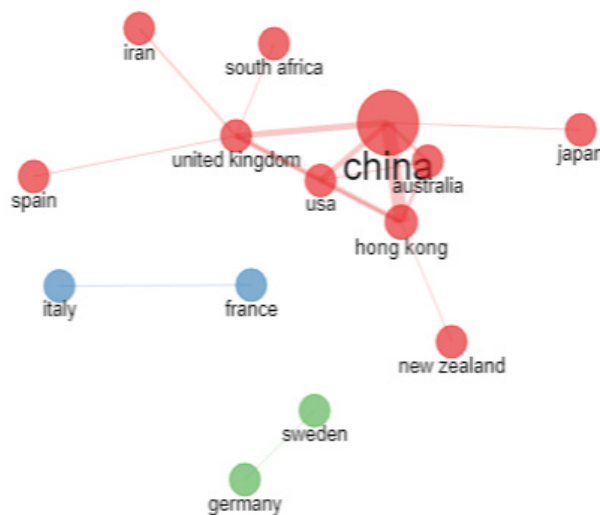 iran
south africa
japan
united kingdom
china
australia
spain
usa
hong kong
italy
france
new zealand
sweden
germany